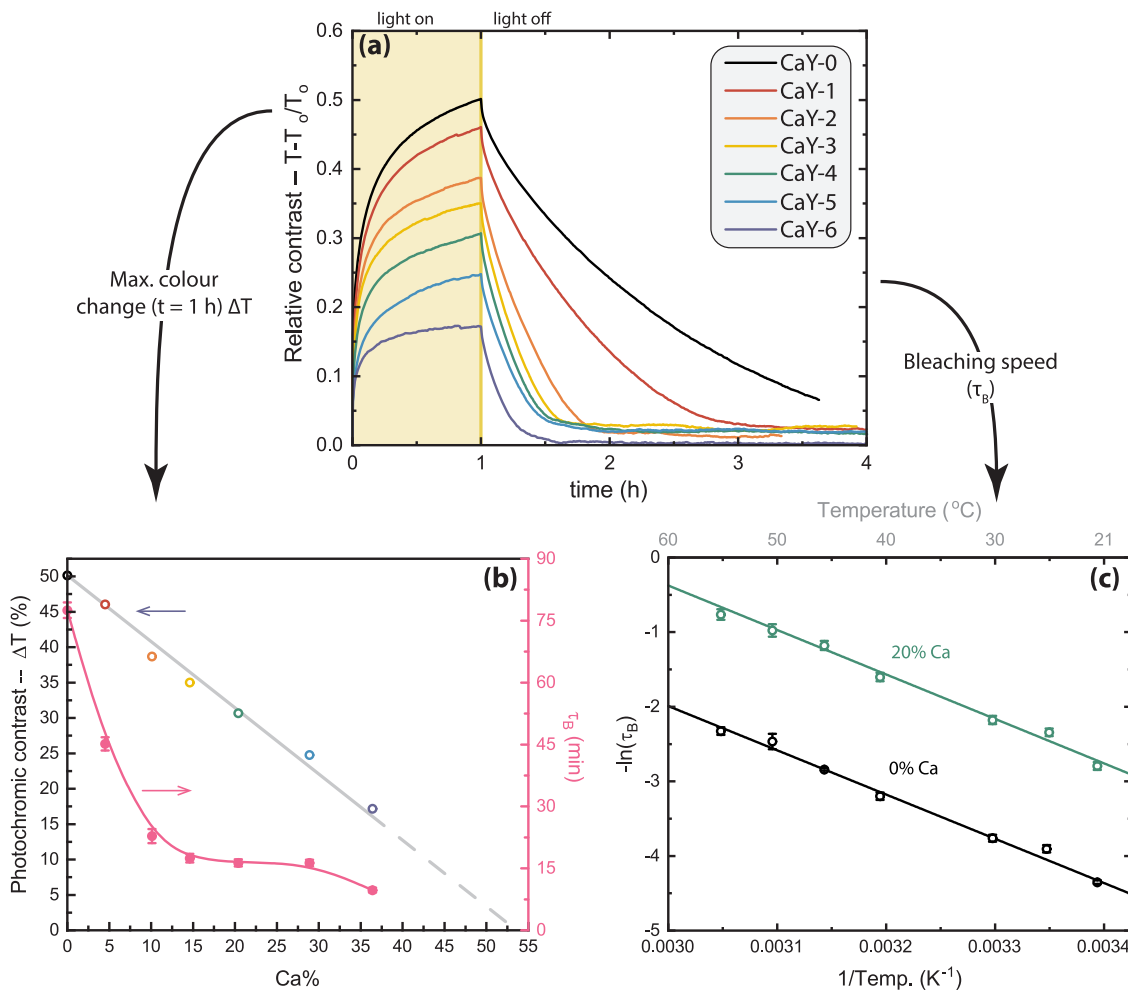 light on
light off
(a)
0.6
0.5
0.4
0.3
0.2
0.1
0.0
Relative contrast – T-To/To
CaY-0
CaY-1
CaY-2
CaY-3
CaY-4
CaY-5
CaY-6
0
1
2
3
4
time (h)
Max. colour
change (t = 1 h) ΔT
Bleaching speed
(τB)
(b)
50
45
40
35
30
25
20
15
10
5
0
Photochromic contrast -- ΔT (%)
90
75
60
45
30
15
0
τB (min)
0
5
10
15
20
25
30
35
40
45
50
55
Ca%
Temperature (°C)
60
50
40
30
21
(c)
0
-1
-2
-3
-4
-5
-ln(τB)
20% Ca
0% Ca
0.0030
0.0031
0.0032
0.0033
0.0034
1/Temp. (K⁻¹)